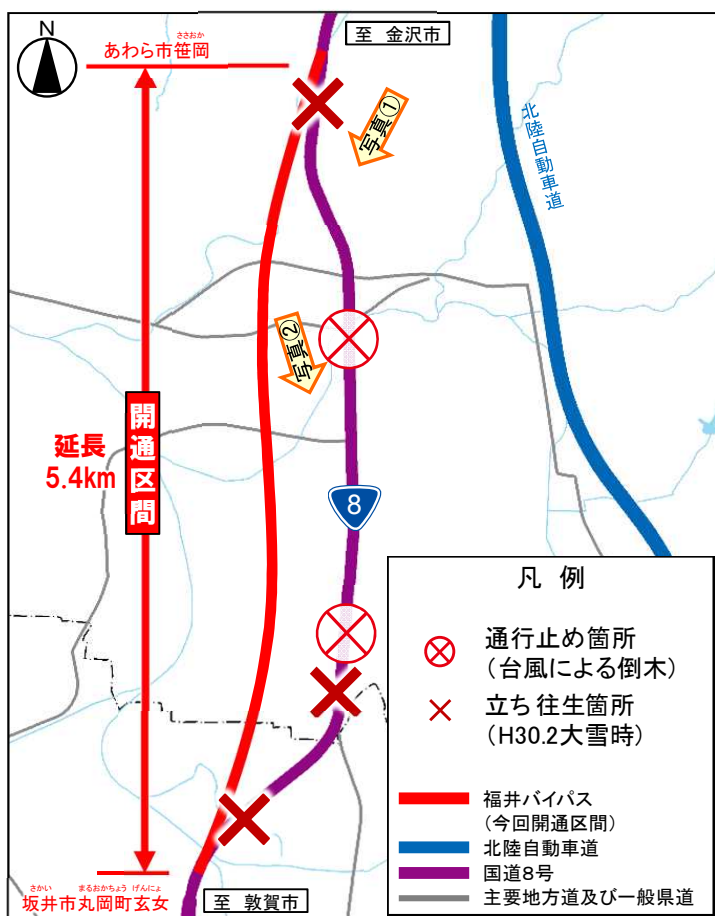 N
至 金沢市
ささおか
あわら市笹岡
写真①
北陸自動車道
写真②
開通区間
延長
5.4km
8
凡 例
通行止め箇所
(台風による倒木)
立ち往生箇所
(H30.2大雪時)
福井バイパス
(今回開通区間)
北陸自動車道
国道8号
主要地方道及び一般県道
さかい まるおかちょう げんにょ
坂井市丸岡町玄女
至 敦賀市